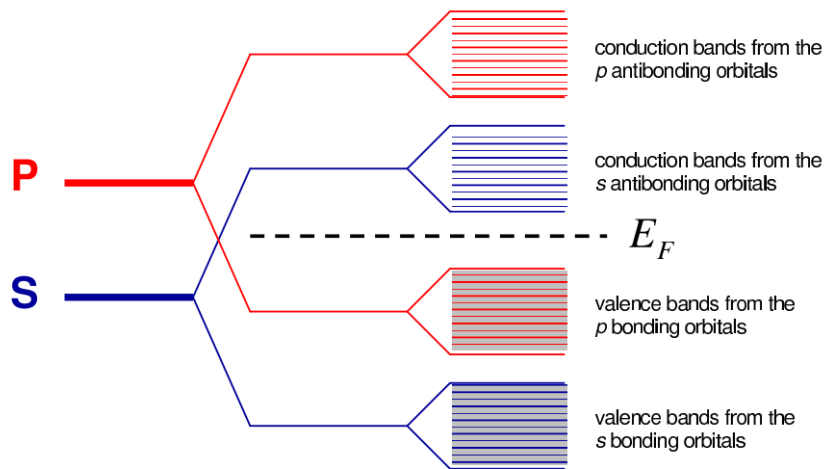 conduction bands from the
p antibonding orbitals
P
conduction bands from the
s antibonding orbitals
E_F
S
valence bands from the
p bonding orbitals
valence bands from the
s bonding orbitals